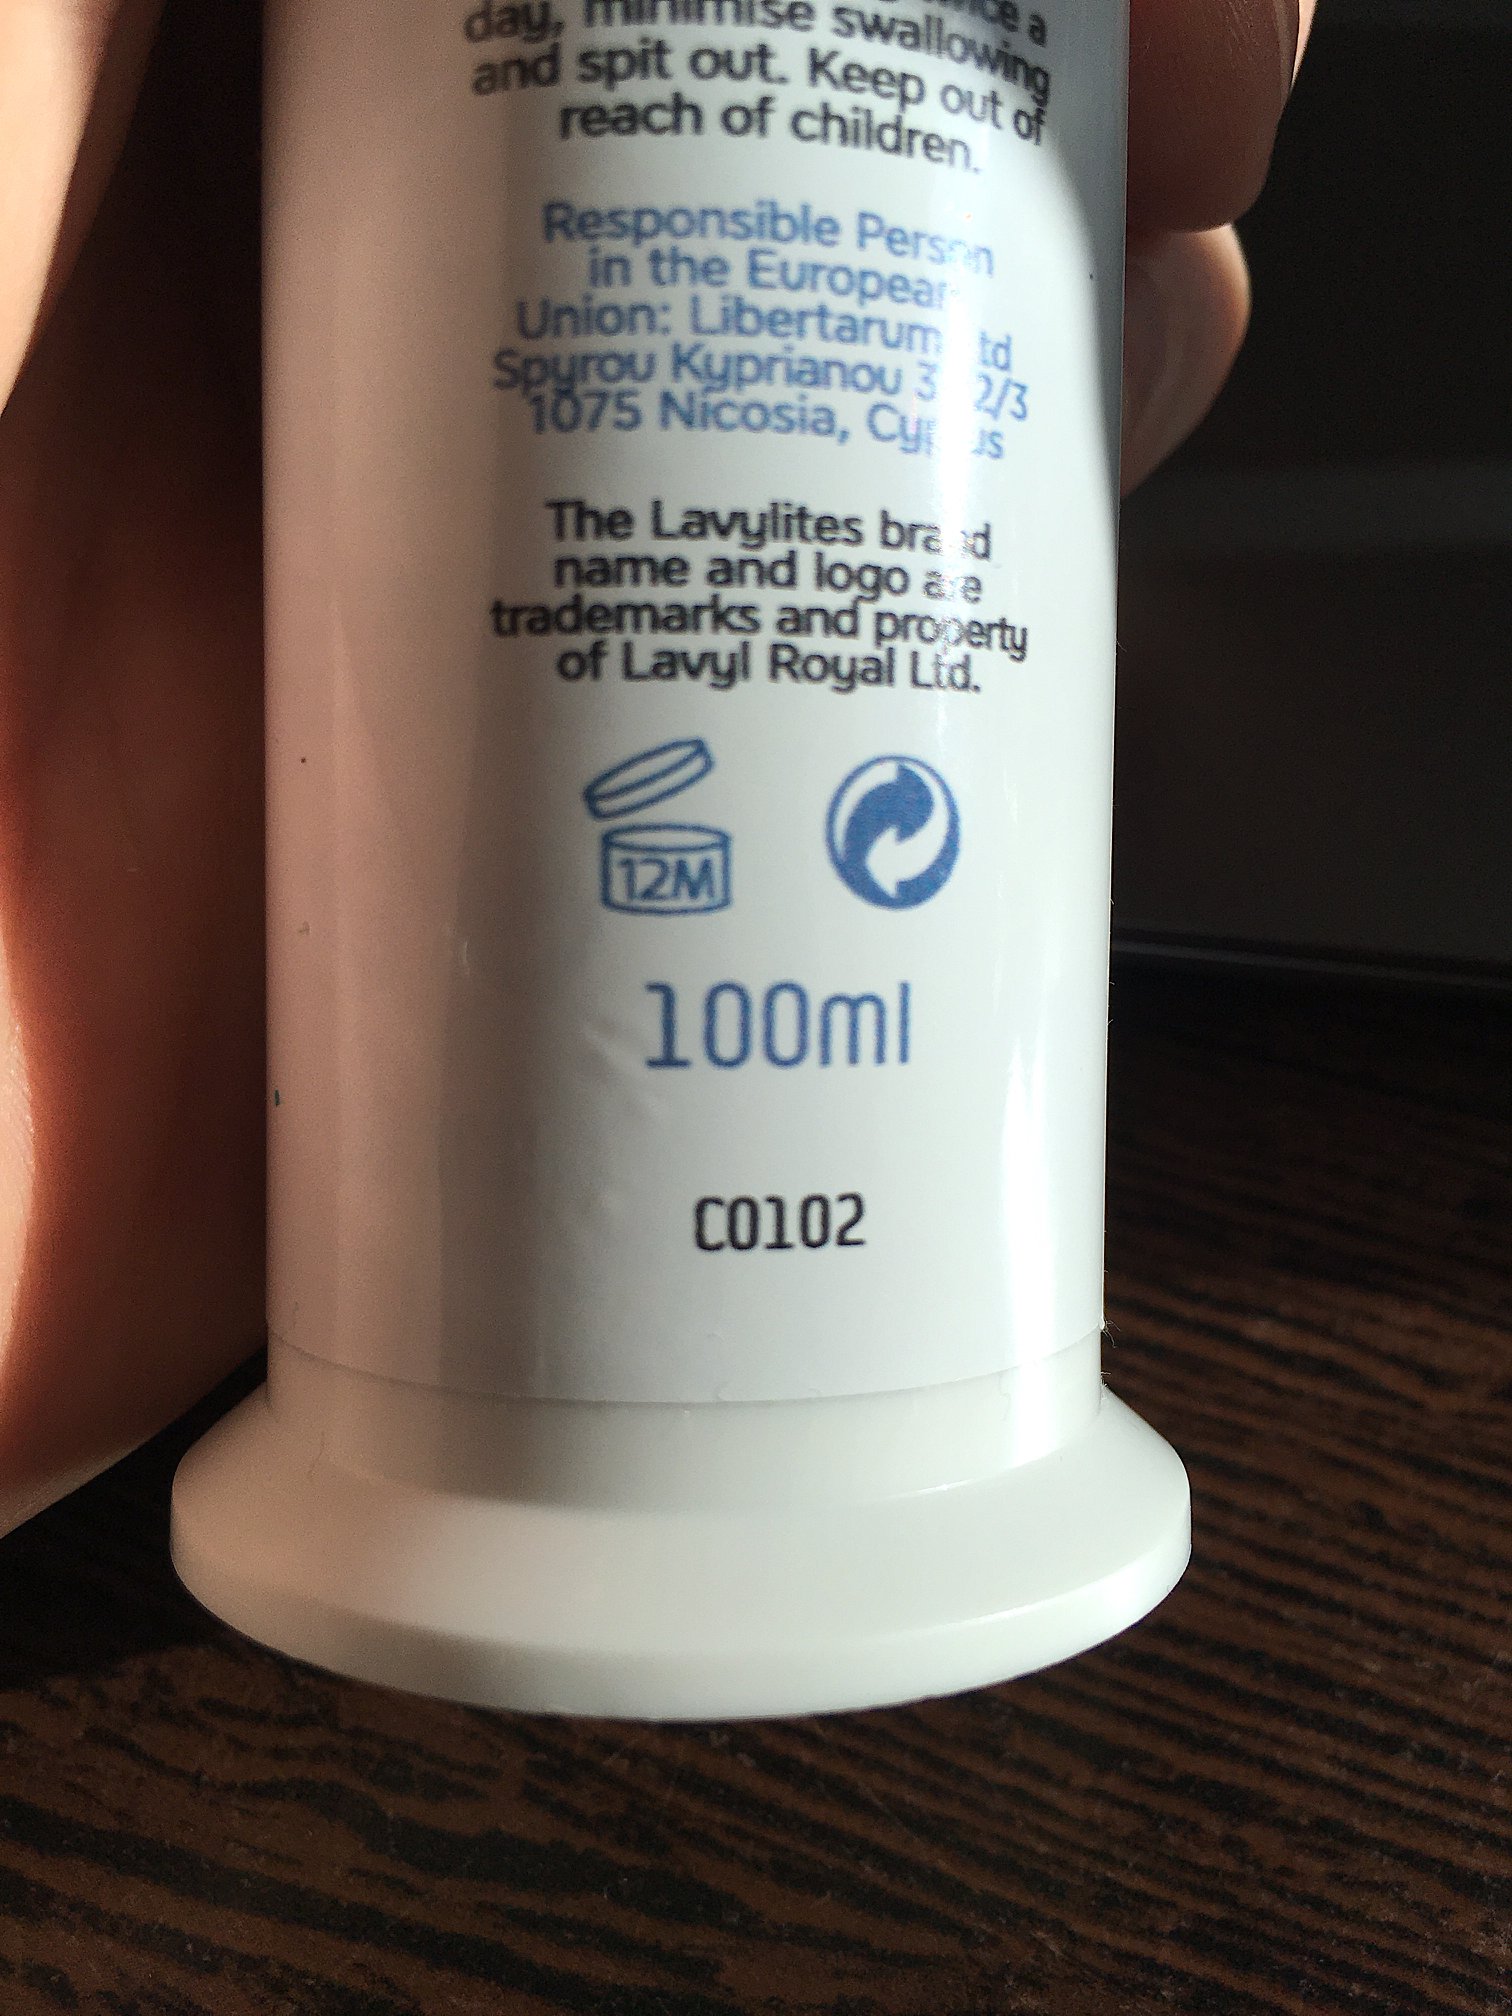 a
day, minimise swallowing
and spit out. Keep out of
reach of children.
Responsible Person
in the European
Union: Libertarum Ltd
Spyrou Kyprianou
1075 Nicosia, Cyprus
The Lavylites brand
name and logo are
trademarks and property
of Lavyl Royal Ltd.
12M
100ml
C0102